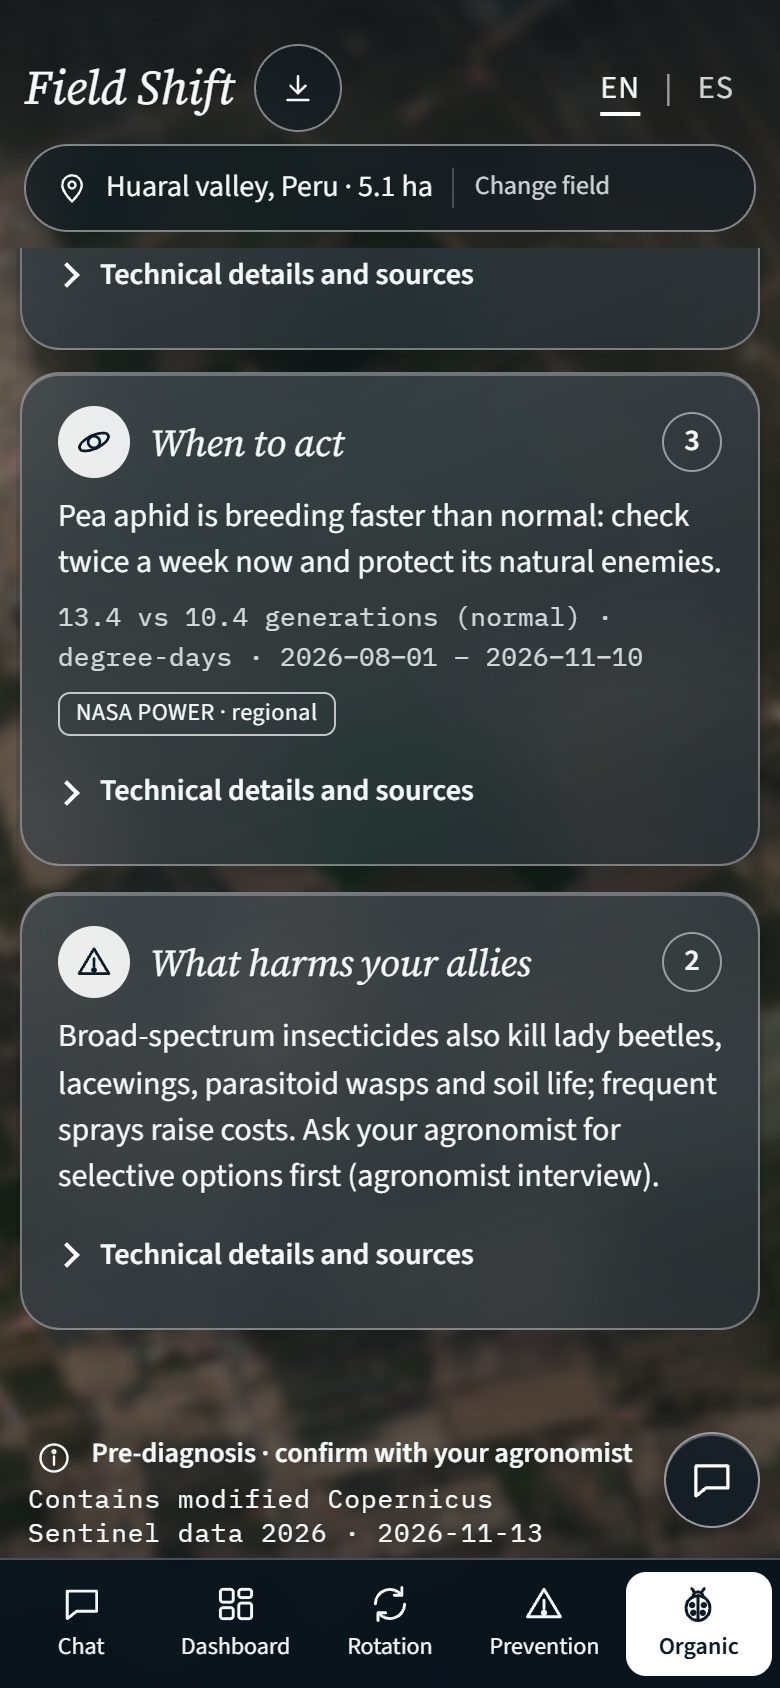 Field Shift
EN | ES
Huaral valley, Peru · 5.1 ha | Change field
Technical details and sources
When to act
3
Pea aphid is breeding faster than normal: check
twice a week now and protect its natural enemies.
13.4 vs 10.4 generations (normal) ·
degree-days · 2026-08-01 – 2026-11-10
NASA POWER · regional
Technical details and sources
What harms your allies
2
Broad-spectrum insecticides also kill lady beetles,
lacewings, parasitoid wasps and soil life; frequent
sprays raise costs. Ask your agronomist for
selective options first (agronomist interview).
Technical details and sources
Pre-diagnosis · confirm with your agronomist
Contains modified Copernicus
Sentinel data 2026 · 2026-11-13
Chat
Dashboard
Rotation
Prevention
Organic